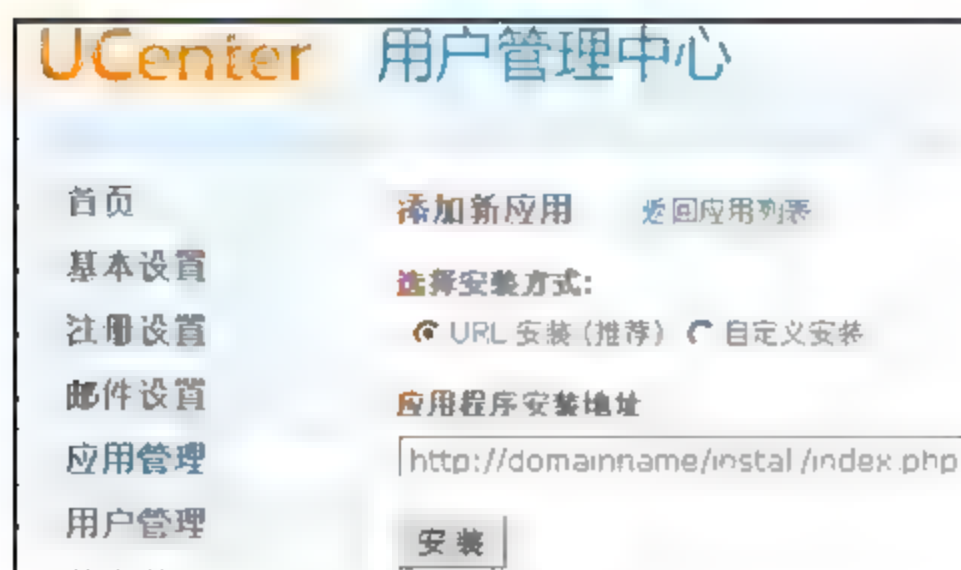 UCenter 用户管理中心
首页
基本设置
注册设置
邮件设置
应用管理
用户管理
添加新应用 返回应用列表
选择安装方式:
URL 安装 (推荐) 自定义安装
应用程序安装地址
http://domainname/install/index.php
安装